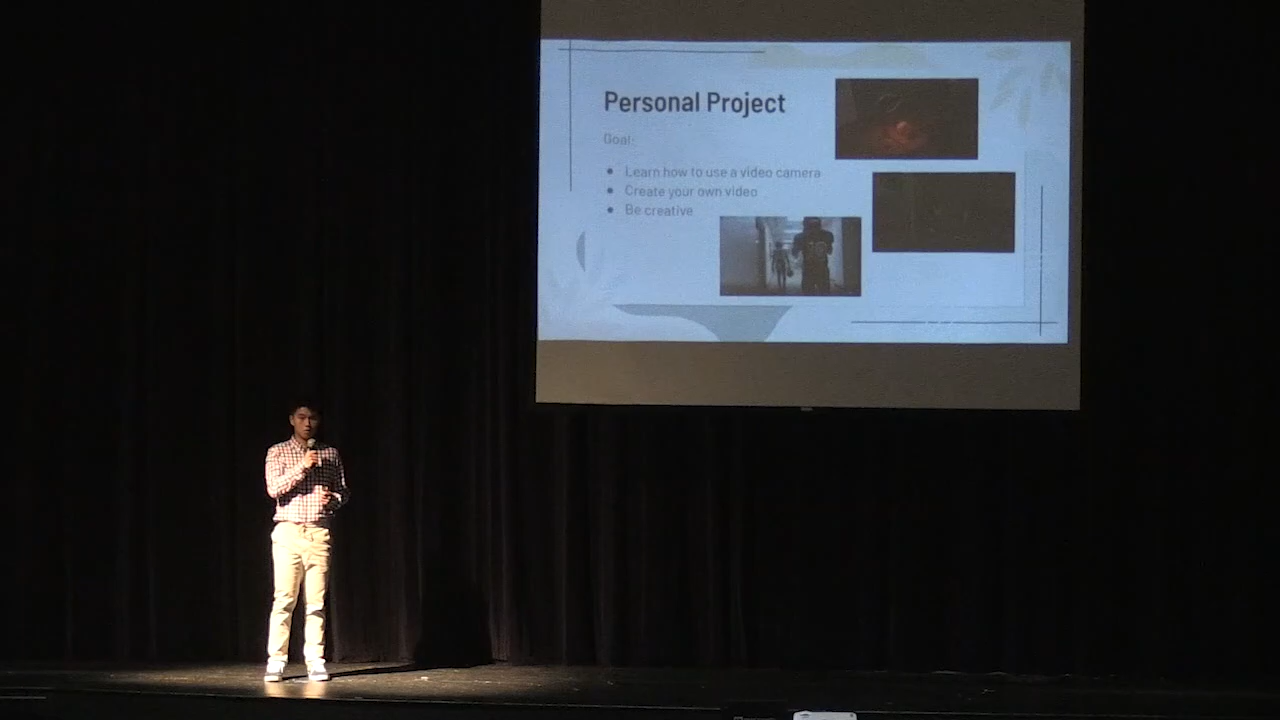 Personal Project
Goal:
Learn how to use a video camera
Create your own video
Be creative